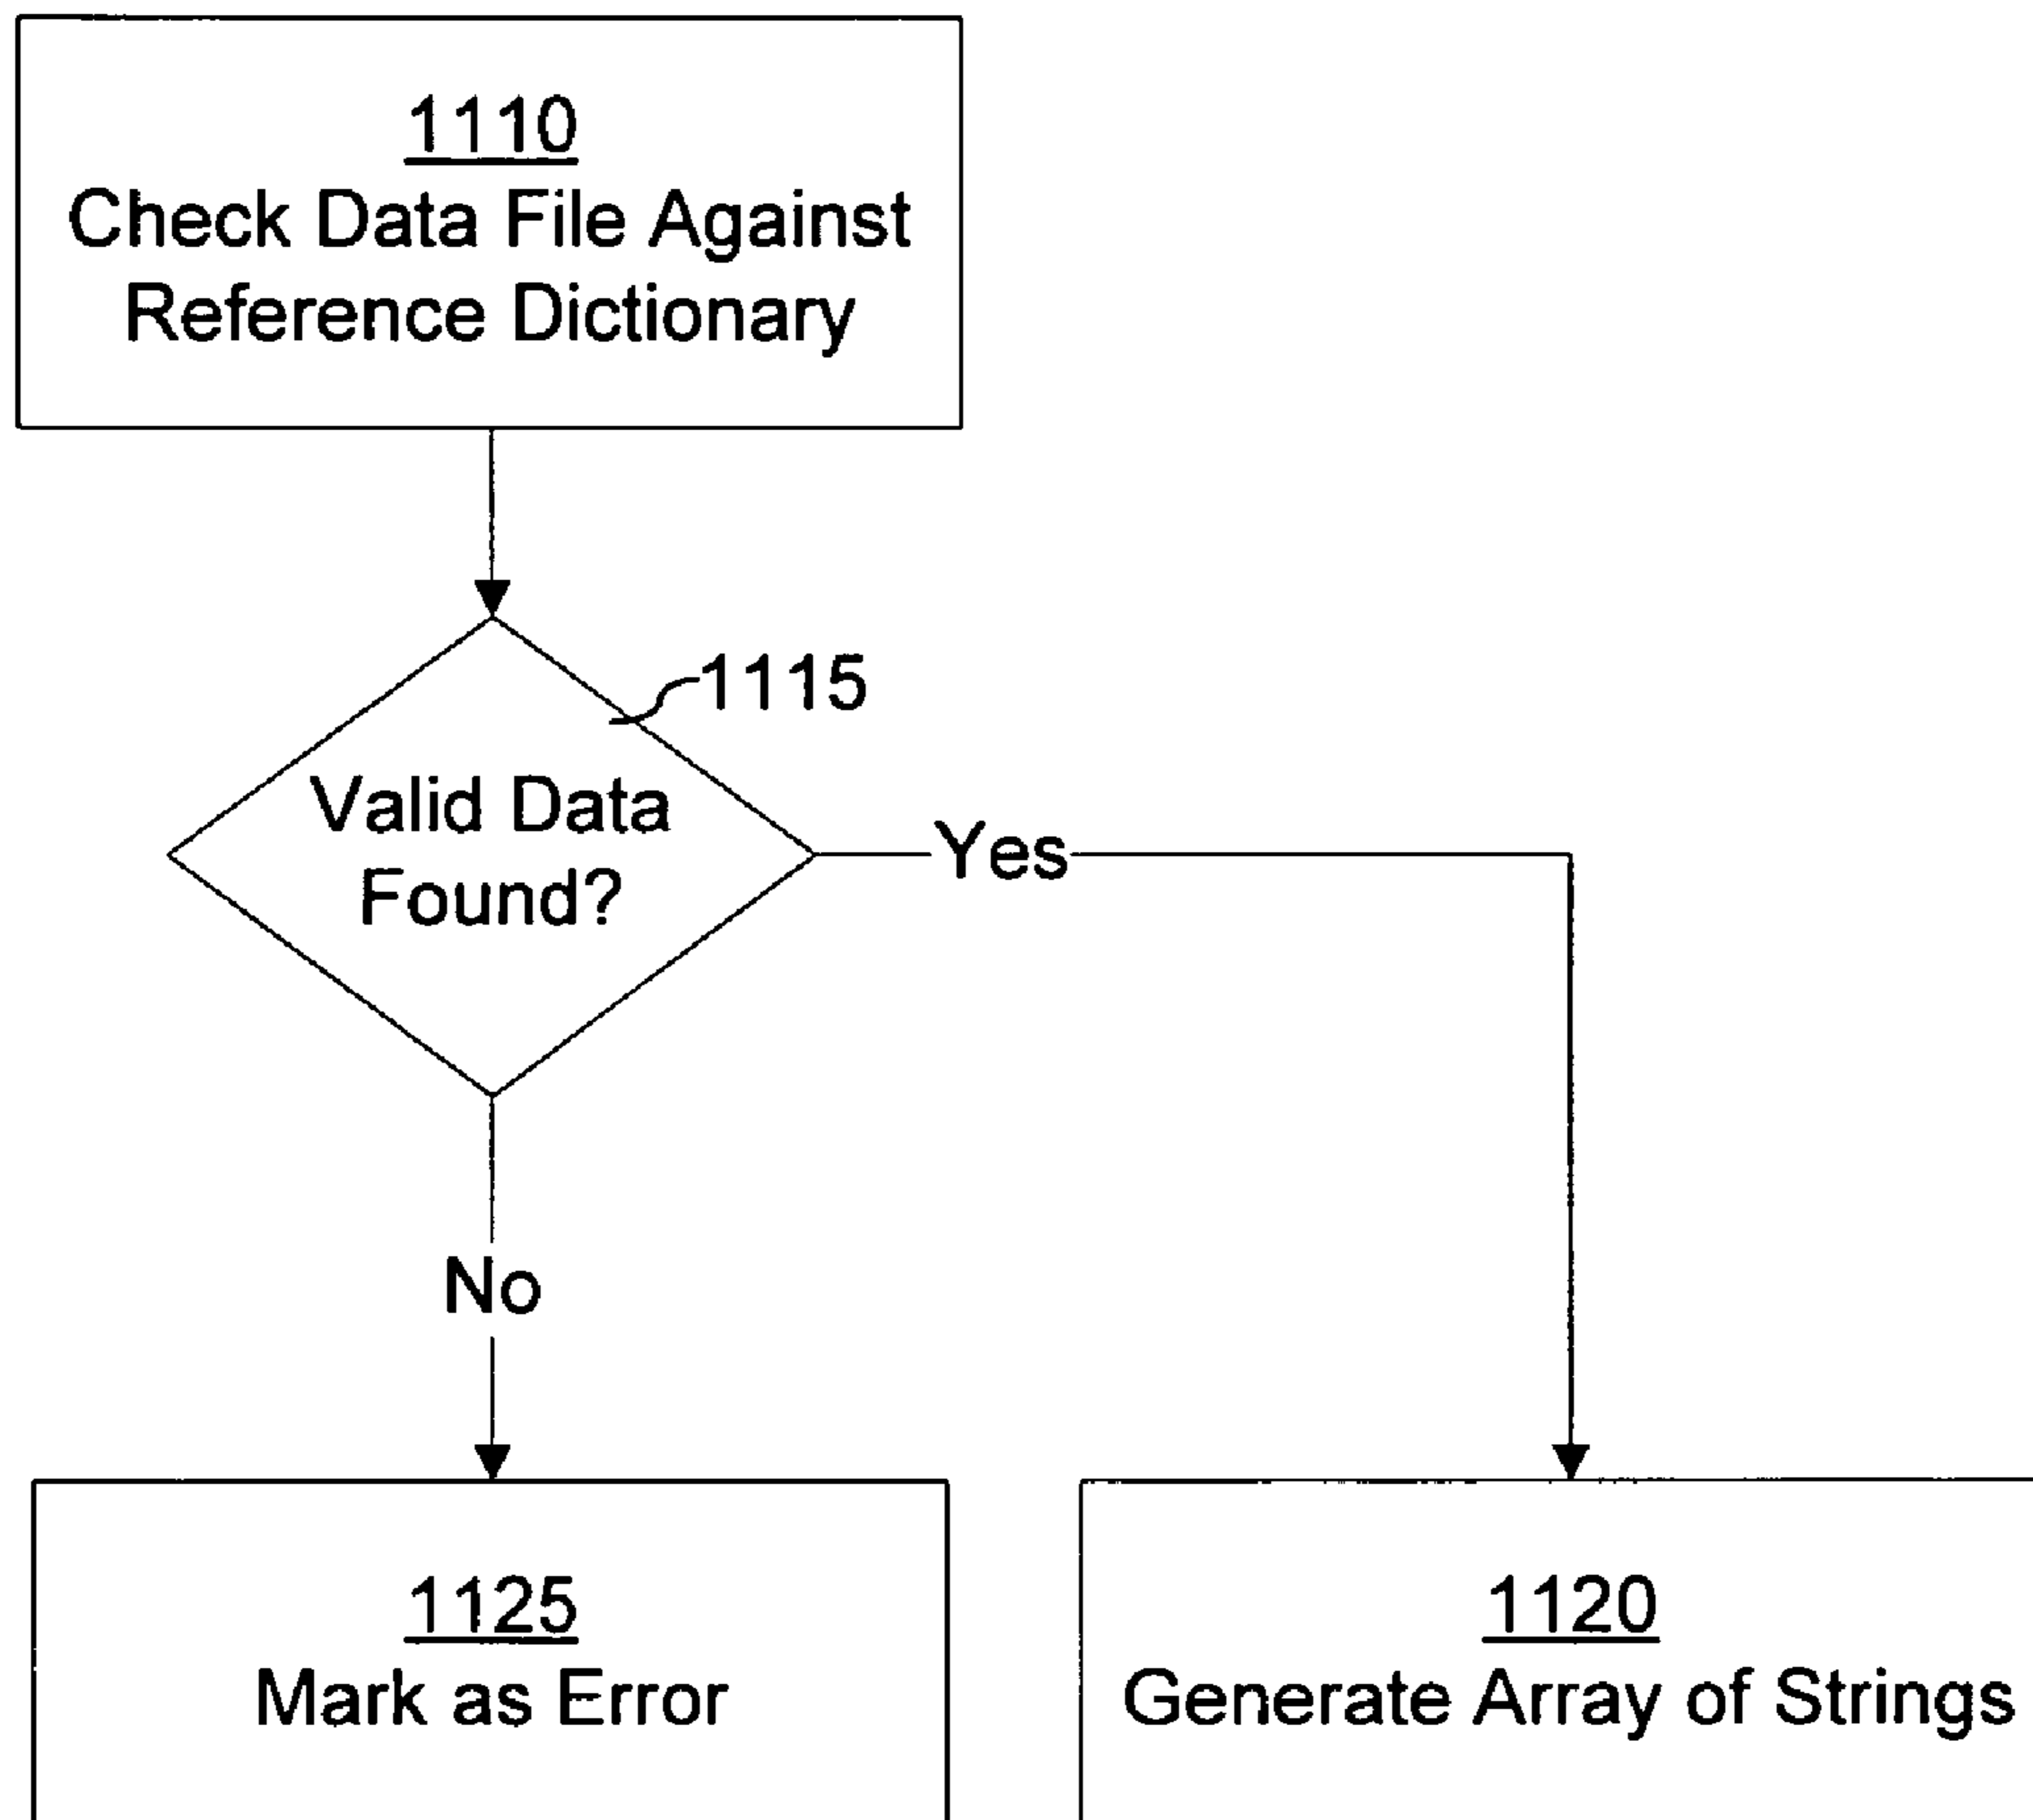 1110
Check Data File Against
Reference Dictionary
1115
Valid Data
Found?
Yes
No
1125
Mark as Error
1120
Generate Array of Strings